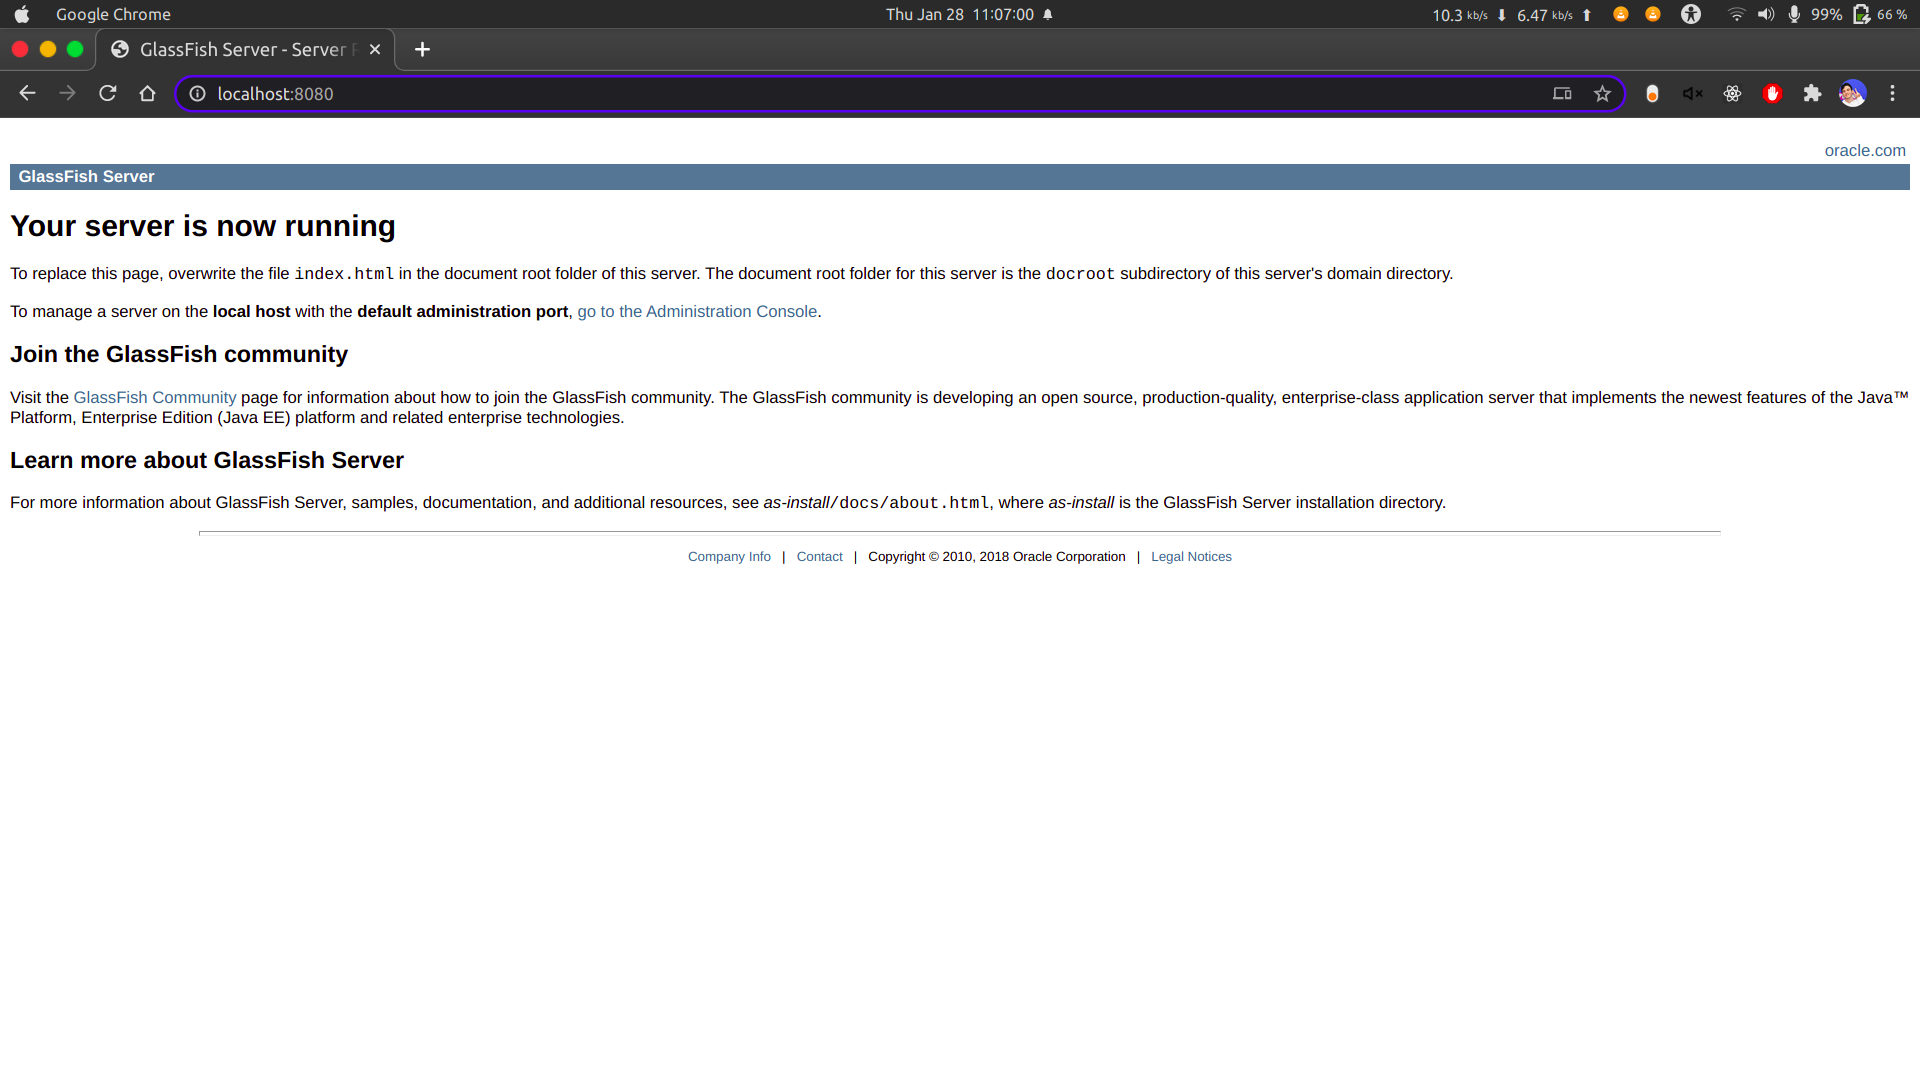 Google Chrome
Thu Jan 28 11:07:00
10.3 kb/s 6.47 kb/s 99% 66 %
GlassFish Server - Server
localhost:8080
oracle.com
GlassFish Server
Your server is now running
To replace this page, overwrite the file index.html in the document root folder of this server. The document root folder for this server is the docroot subdirectory of this server's domain directory.
To manage a server on the local host with the default administration port, go to the Administration Console.
Join the GlassFish community
Visit the GlassFish Community page for information about how to join the GlassFish community. The GlassFish community is developing an open source, production-quality, enterprise-class application server that implements the newest features of the Java™
Platform, Enterprise Edition (Java EE) platform and related enterprise technologies.
Learn more about GlassFish Server
For more information about GlassFish Server, samples, documentation, and additional resources, see as-install/docs/about.html, where as-install is the GlassFish Server installation directory.
Company Info | Contact | Copyright © 2010, 2018 Oracle Corporation | Legal Notices